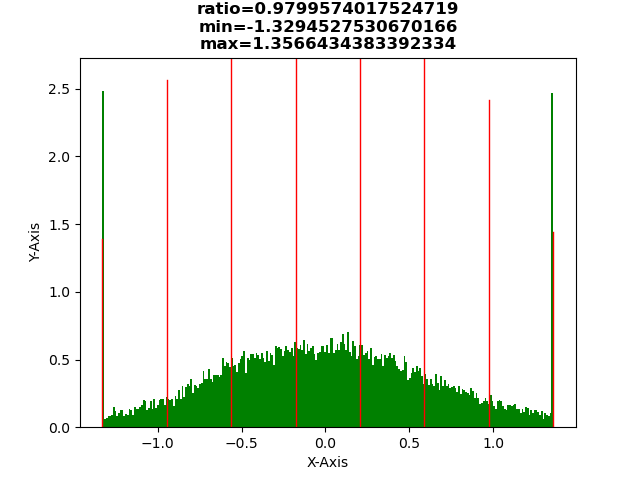 ratio=0.9799574017524719
min=-1.3294527530670166
max=1.3566434383392334
2.5
2.0
1.5
1.0
0.5
0.0
Y-Axis
−1.0 −0.5 0.0 0.5 1.0
X-Axis